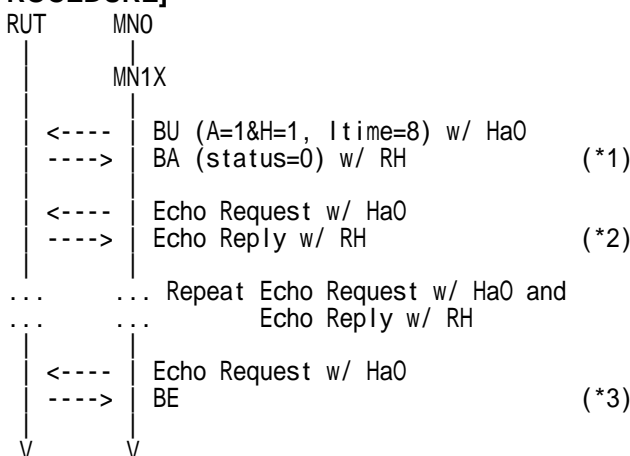 ROCEDURE]
RUT MN0
MN1X
<---- BU (A=1&H=1, ltime=8) w/ HaO
----> BA (status=0) w/ RH (*1)
<---- Echo Request w/ HaO
----> Echo Reply w/ RH (*2)
... ... Repeat Echo Request w/ HaO and
... ... Echo Reply w/ RH
<---- Echo Request w/ HaO
----> BE (*3)
V V